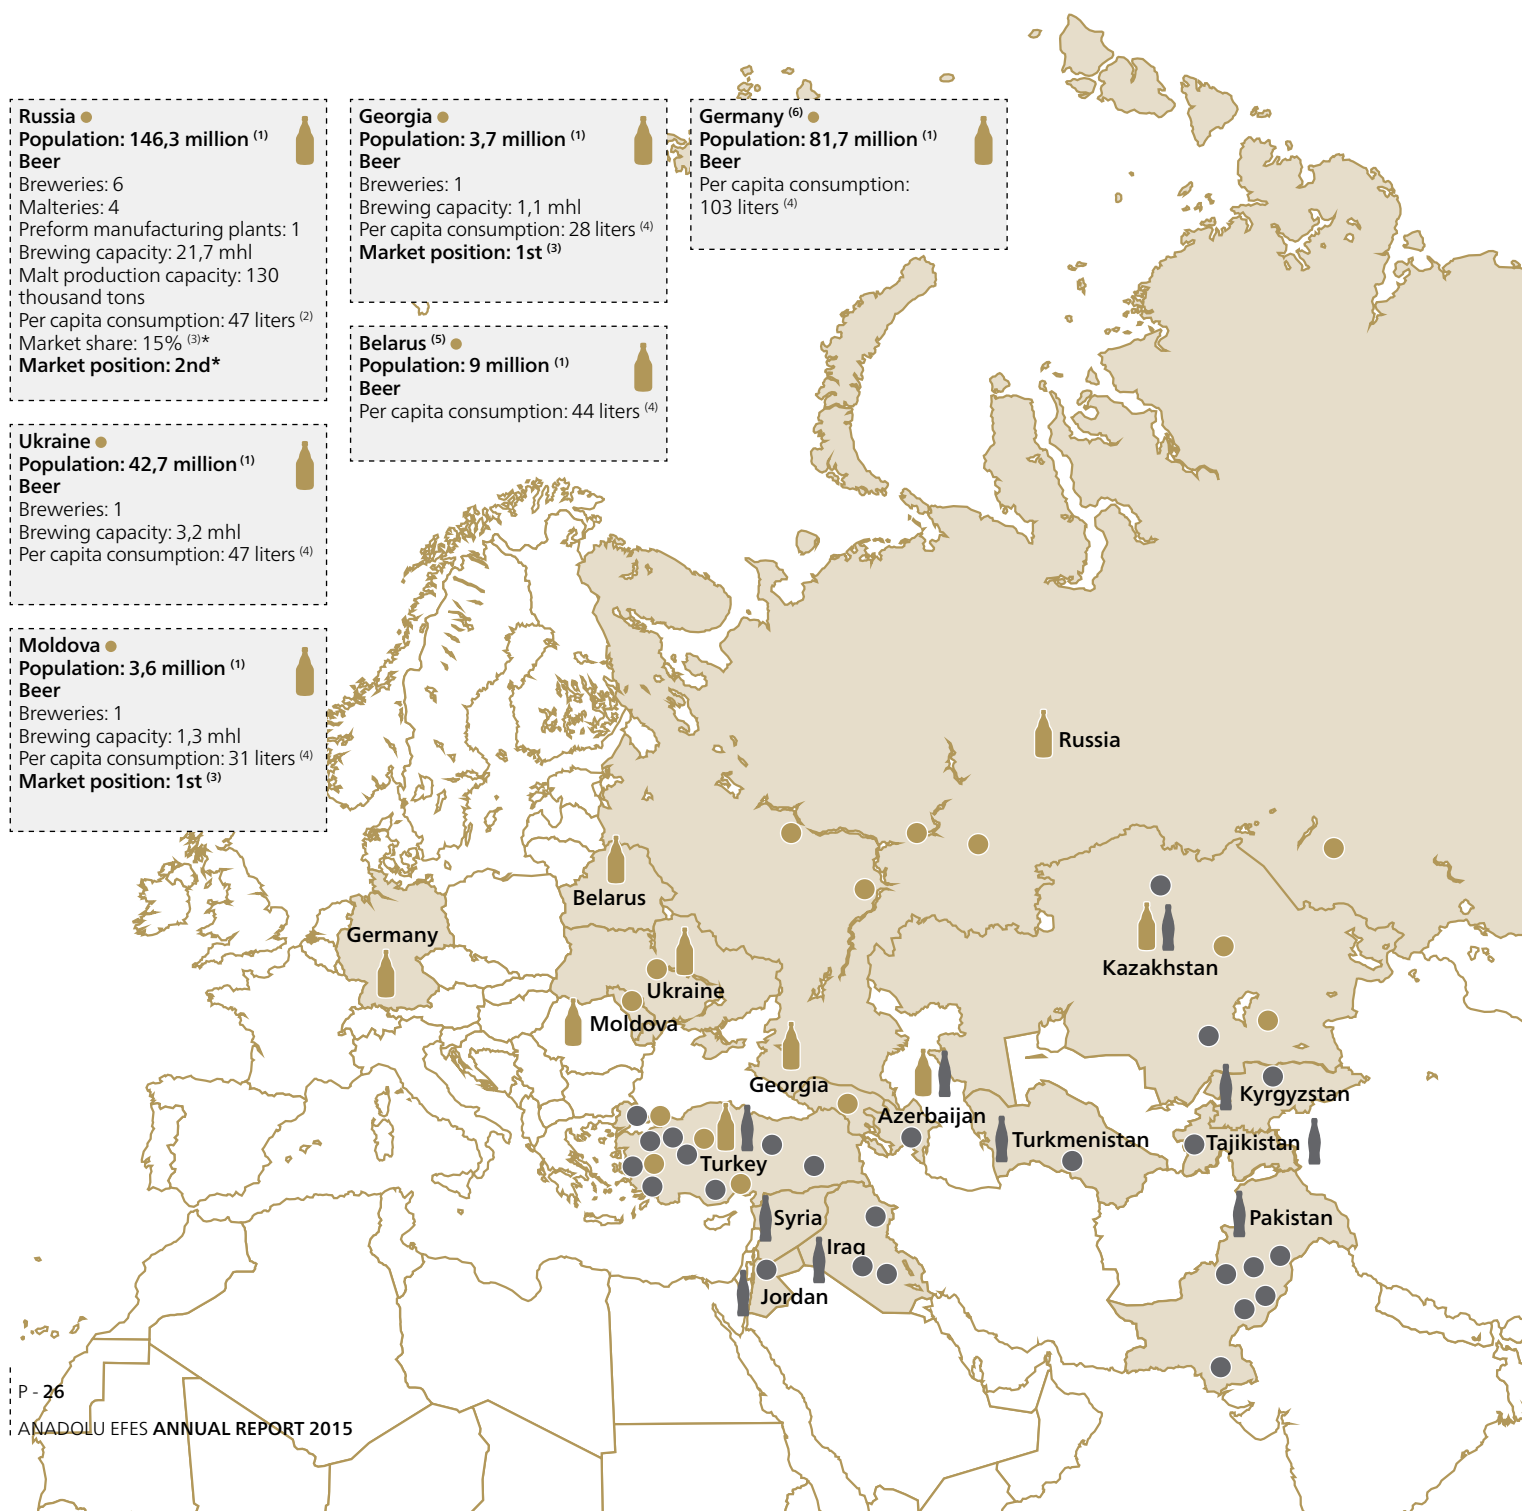 Russia
Population: 146,3 million (1)
Beer
Breweries: 6
Malteries: 4
Preform manufacturing plants: 1
Brewing capacity: 21,7 mhl
Malt production capacity: 130
thousand tons
Per capita consumption: 47 liters (2)
Market share: 15% (3)*
Market position: 2nd*
Ukraine
Population: 42,7 million (1)
Beer
Breweries: 1
Brewing capacity: 3,2 mhl
Per capita consumption: 47 liters (4)
Moldova
Population: 3,6 million (1)
Beer
Breweries: 1
Brewing capacity: 1,3 mhl
Per capita consumption: 31 liters (4)
Market position: 1st (3)
Georgia
Population: 3,7 million (1)
Beer
Breweries: 1
Brewing capacity: 1,1 mhl
Per capita consumption: 28 liters (4)
Market position: 1st (3)
Belarus (5)
Population: 9 million (1)
Beer
Per capita consumption: 44 liters (4)
Germany (6)
Population: 81,7 million (1)
Beer
Per capita consumption:
103 liters (4)
Russia
Belarus
Germany
Kazakhstan
Ukraine
Moldova
Georgia
Kyrgyzstan
Azerbaijan
Turkmenistan
Tajikistan
Turkey
Syria
Pakistan
Iraq
Jordan
P - 26
ANADOLU EFES ANNUAL REPORT 2015